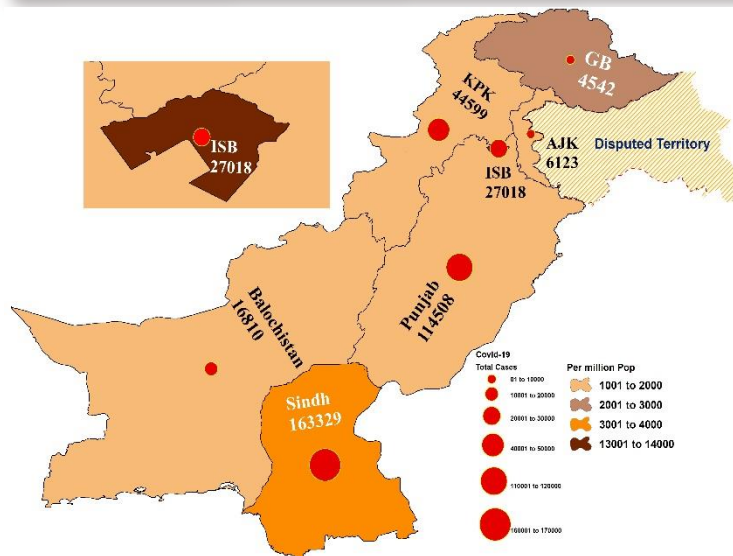 GB
4542
KPK
44599
ISB
27018
AJK
6123
Disputed Territory
ISB
27018
Punjab
114508
Balochistan
16810
Sindh
163329
Covid-19
Total Cases
01 to 10000
10001 to 20000
20001 to 30000
40001 to 50000
110001 to 120000
160001 to 170000
Per million Pop
1001 to 2000
2001 to 3000
3001 to 4000
13001 to 14000